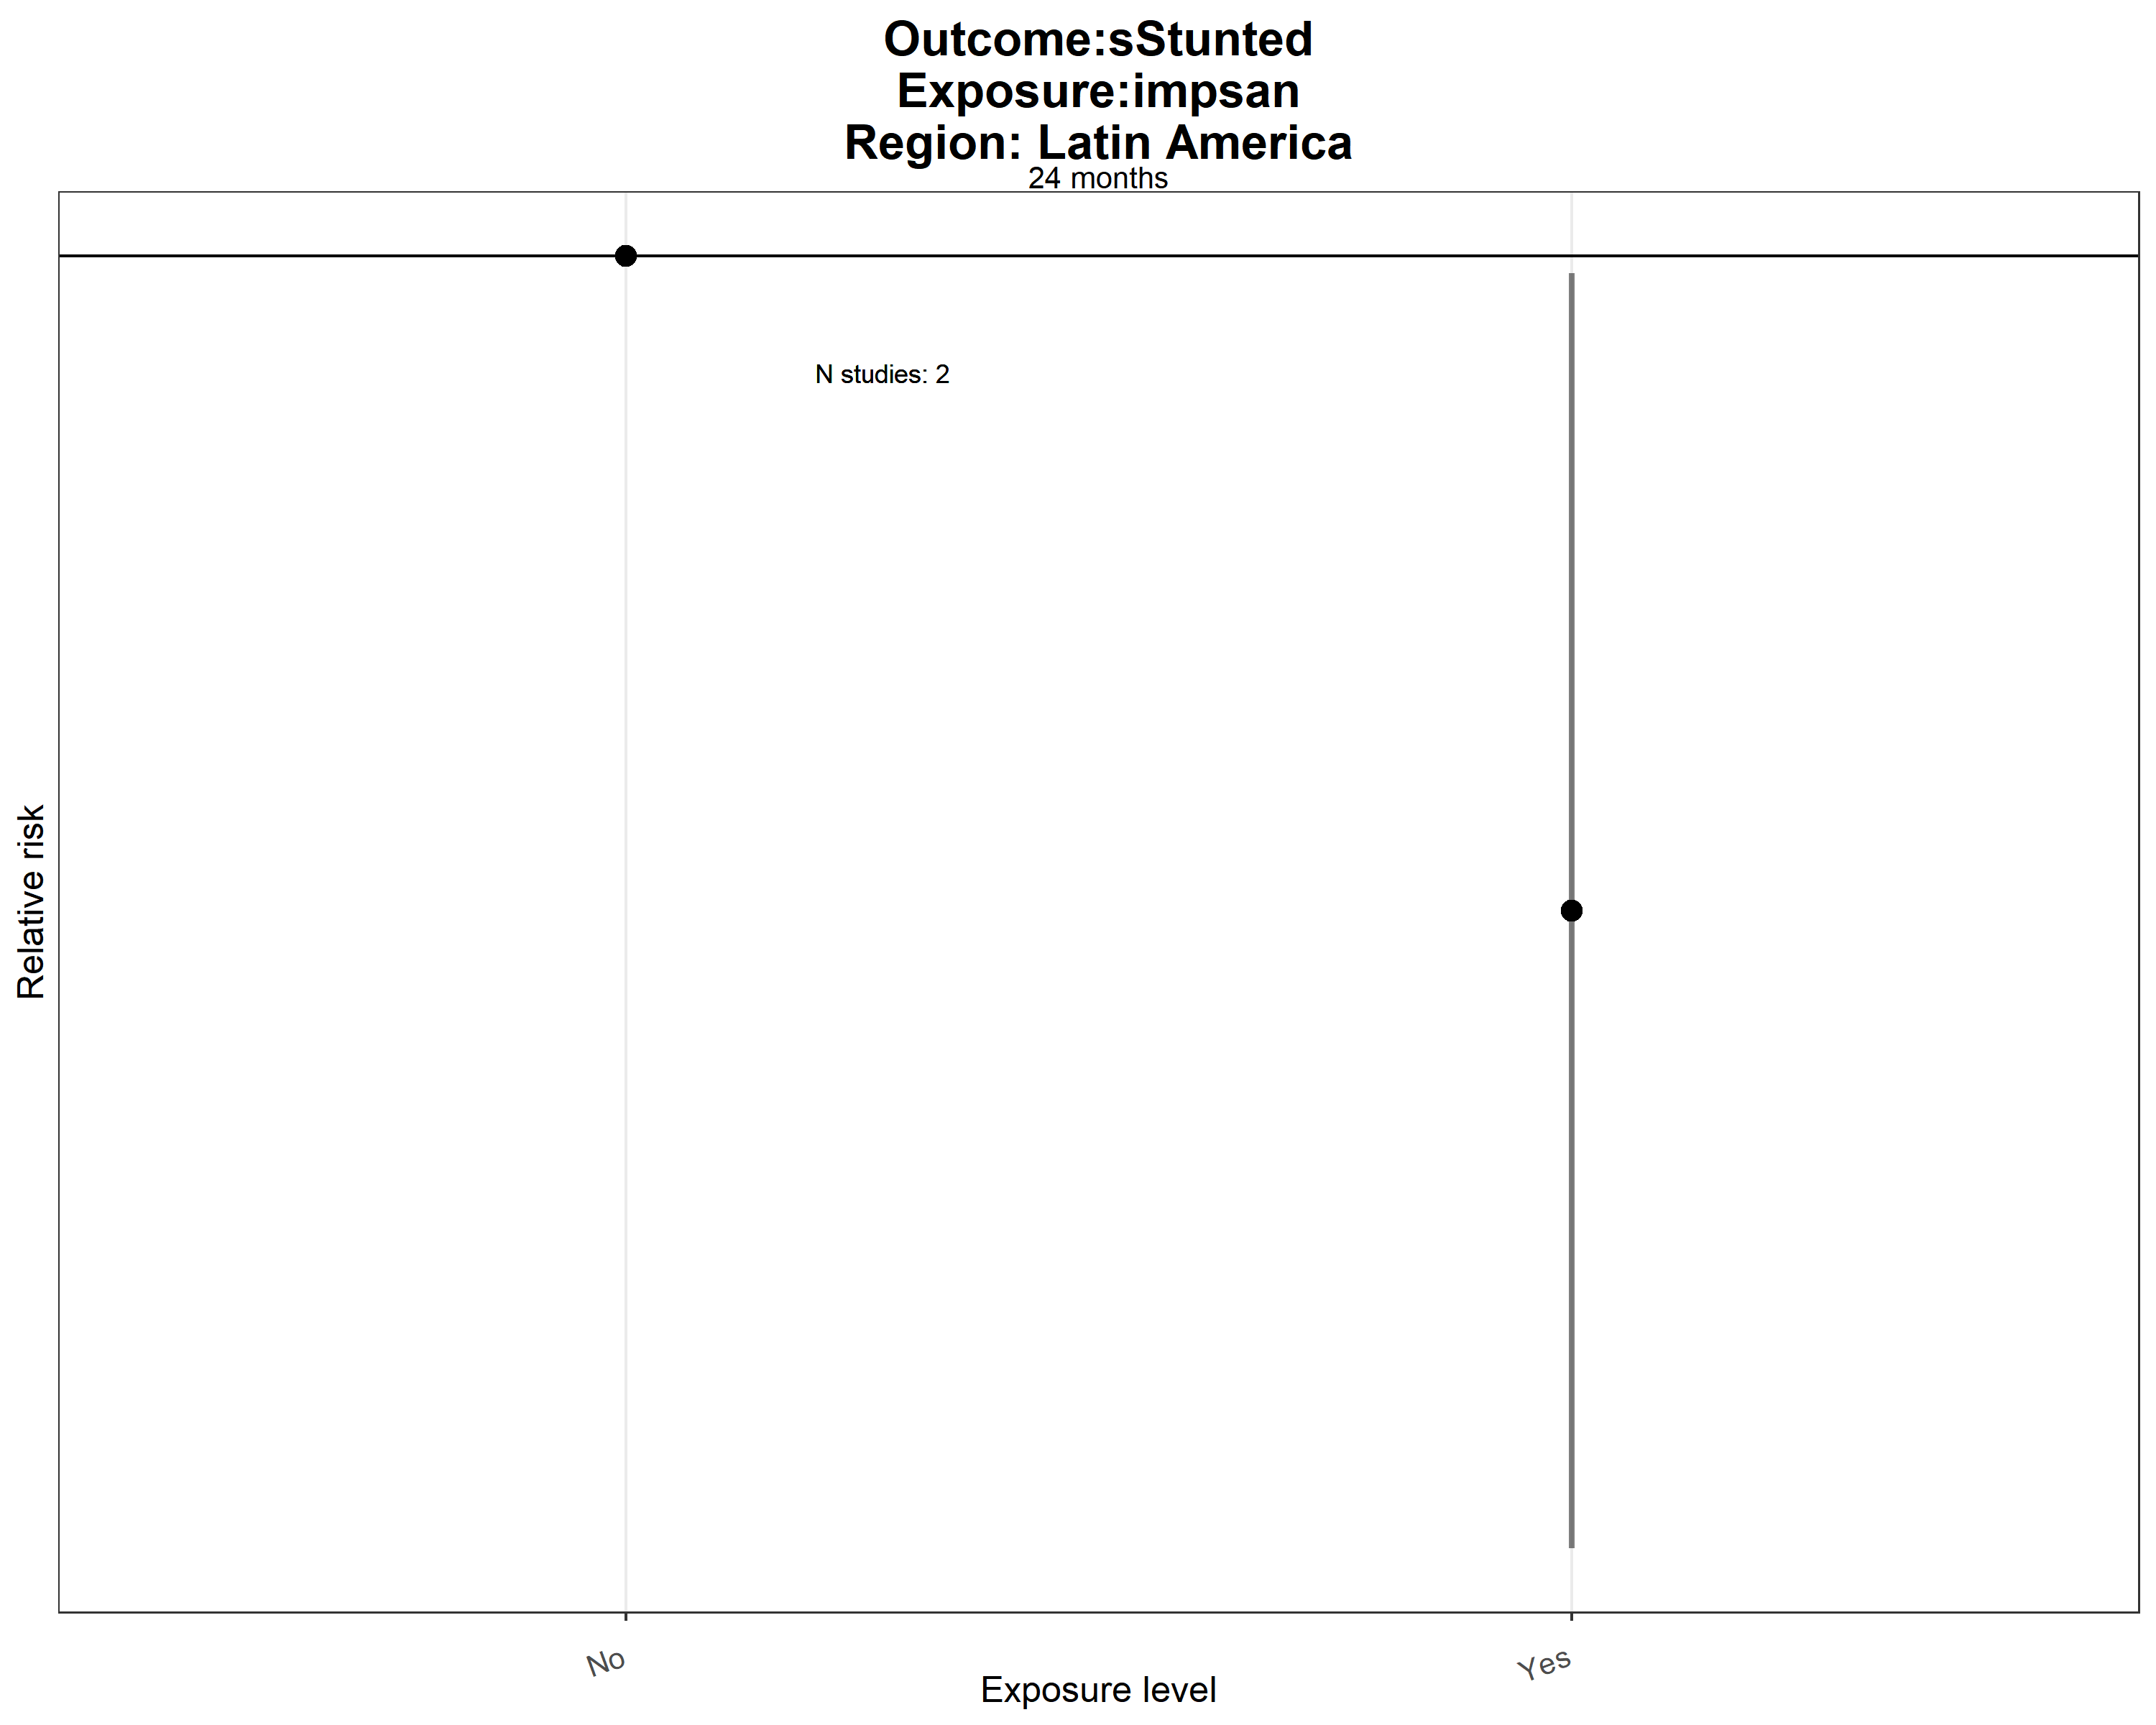 Outcome:sStunted
Exposure:impsan
Region: Latin America
24 months
N studies: 2
Relative risk
No
Yes
Exposure level